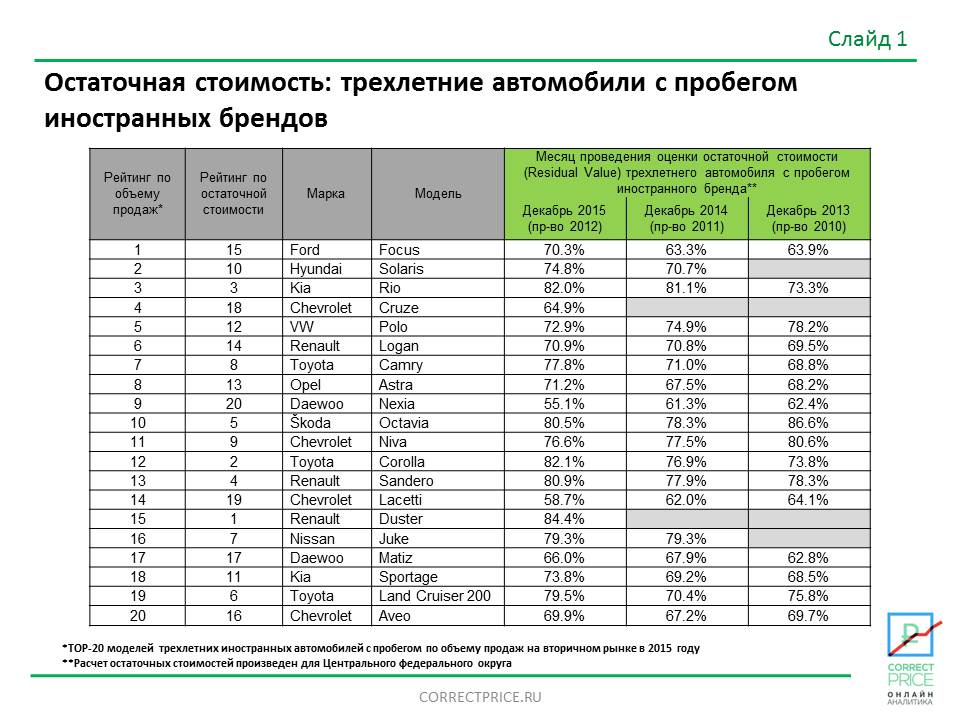 Слайд 1
Остаточная стоимость: трехлетние автомобили с пробегом
иностранных брендов
Рейтинг по
объему
продаж*
Рейтинг по
остаточной
стоимости
Марка
Модель
Месяц проведения оценки остаточной стоимости
(Residual Value) трехлетнего автомобиля с пробегом
иностранного бренда**
Декабрь 2015
(пр-во 2012)
Декабрь 2014
(пр-во 2011)
Декабрь 2013
(пр-во 2010)
1 15 Ford Focus 70.3% 63.3% 63.9%
2 10 Hyundai Solaris 74.8% 70.7%
3 3 Kia Rio 82.0% 81.1% 73.3%
4 18 Chevrolet Cruze 64.9%
5 12 VW Polo 72.9% 74.9% 78.2%
6 14 Renault Logan 70.9% 70.8% 69.5%
7 8 Toyota Camry 77.8% 71.0% 68.8%
8 13 Opel Astra 71.2% 67.5% 68.2%
9 20 Daewoo Nexia 55.1% 61.3% 62.4%
10 5 Škoda Octavia 80.5% 78.3% 86.6%
11 9 Chevrolet Niva 76.6% 77.5% 80.6%
12 2 Toyota Corolla 82.1% 76.9% 73.8%
13 4 Renault Sandero 80.9% 77.9% 78.3%
14 19 Chevrolet Lacetti 58.7% 62.0% 64.1%
15 1 Renault Duster 84.4%
16 7 Nissan Juke 79.3% 79.3%
17 17 Daewoo Matiz 66.0% 67.9% 62.8%
18 11 Kia Sportage 73.8% 69.2% 68.5%
19 6 Toyota Land Cruiser 200 79.5% 70.4% 75.8%
20 16 Chevrolet Aveo 69.9% 67.2% 69.7%
*TOP-20 моделей трехлетних иностранных автомобилей с пробегом по объему продаж на вторичном рынке в 2015 году
**Расчет остаточных стоимостей произведен для Центрального федерального округа
CORRECT
PRICE
ОНЛАЙН
АНАЛИТИКА
CORRECTPRICE.RU